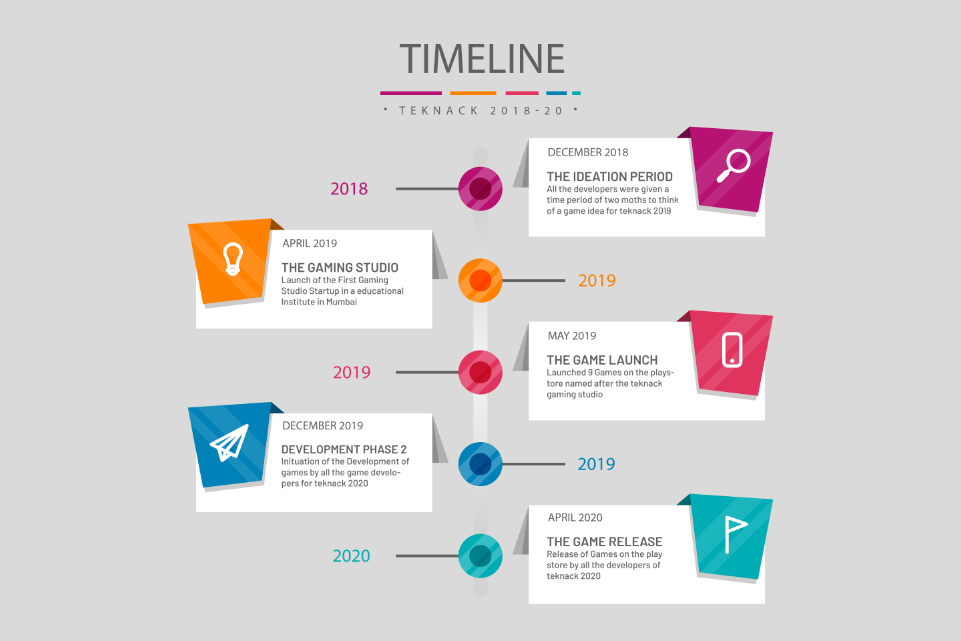 TIMELINE
• TEKNACK 2018-20 •
2018
DECEMBER 2018
THE IDEATION PERIOD
All the developers were given a
time period of two moths to think
of a game idea for teknack 2019
APRIL 2019
THE GAMING STUDIO
Launch of the First Gaming
Studio Startup in a educational
Institute in Mumbai
2019
2019
MAY 2019
THE GAME LAUNCH
Launched 9 Games on the plays-
tore named after the teknack
gaming studio
DECEMBER 2019
DEVELOPMENT PHASE 2
Inituation of the Development of
games by all the game develo-
pers for teknack 2020
2019
2020
APRIL 2020
THE GAME RELEASE
Release of Games on the play
store by all the developers of
teknack 2020